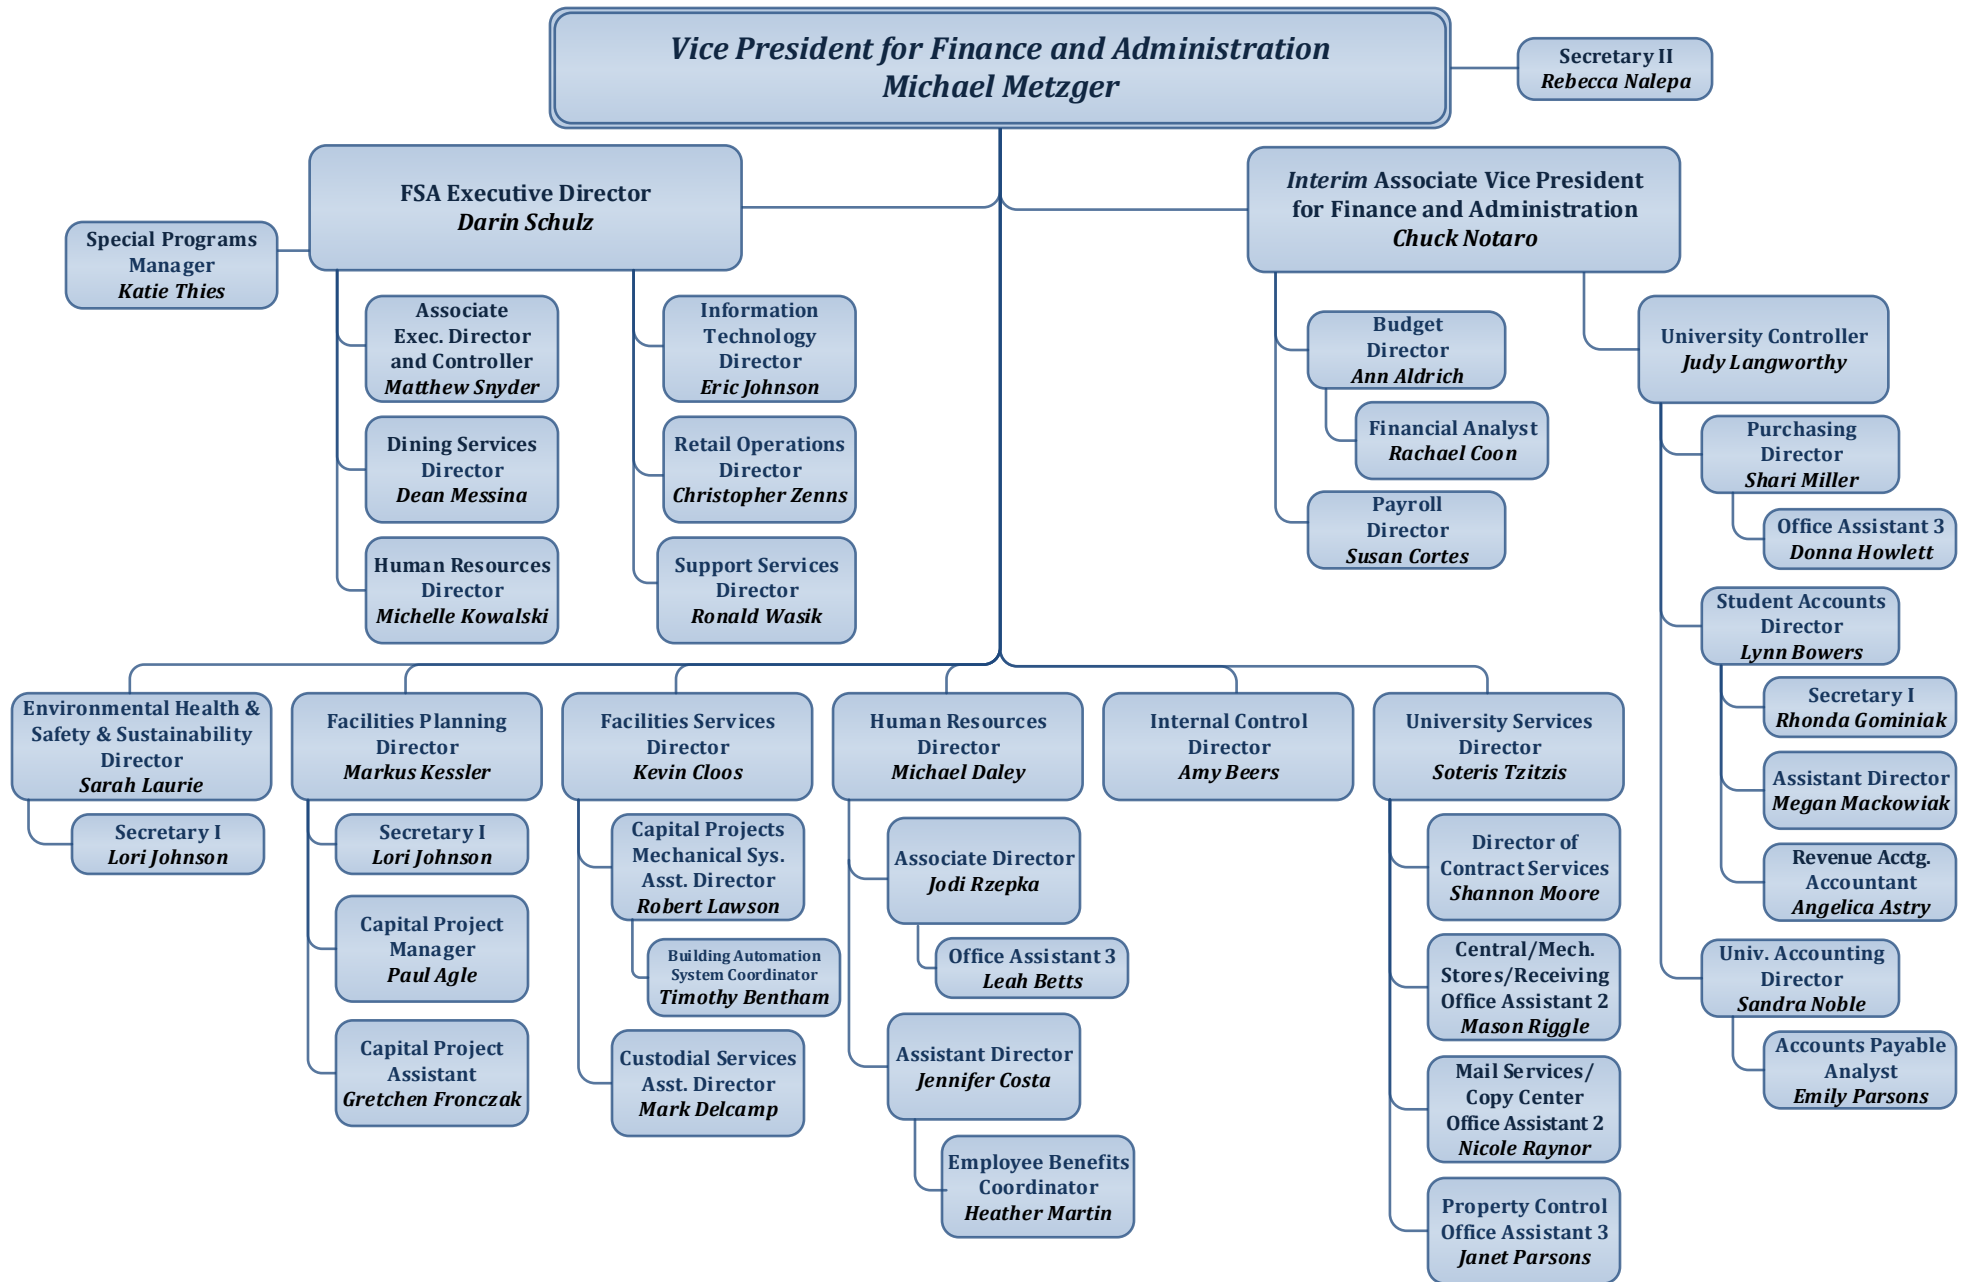 Vice President for Finance and Administration
Michael Metzger
Secretary II
Rebecca Nalepa
FSA Executive Director
Darin Schulz
Interim Associate Vice President
for Finance and Administration
Chuck Notaro
Special Programs
Manager
Katie Thies
Associate
Exec. Director
and Controller
Matthew Snyder
Dining Services
Director
Dean Messina
Human Resources
Director
Michelle Kowalski
Information
Technology
Director
Eric Johnson
Retail Operations
Director
Christopher Zenns
Support Services
Director
Ronald Wasik
Budget
Director
Ann Aldrich
Financial Analyst
Rachael Coon
Payroll
Director
Susan Cortes
University Controller
Judy Langworthy
Purchasing
Director
Shari Miller
Office Assistant 3
Donna Howlett
Student Accounts
Director
Lynn Bowers
Secretary I
Rhonda Gominiak
Assistant Director
Megan Mackowiak
Revenue Acctg.
Accountant
Angelica Astry
Univ. Accounting
Director
Sandra Noble
Accounts Payable
Analyst
Emily Parsons
Environmental Health &
Safety & Sustainability
Director
Sarah Laurie
Secretary I
Lori Johnson
Facilities Planning
Director
Markus Kessler
Secretary I
Lori Johnson
Capital Project
Manager
Paul Agle
Capital Project
Assistant
Gretchen Fronczak
Facilities Services
Director
Kevin Cloos
Capital Projects
Mechanical Sys.
Asst. Director
Robert Lawson
Building Automation
System Coordinator
Timothy Bentham
Custodial Services
Asst. Director
Mark Delcamp
Human Resources
Director
Michael Daley
Associate Director
Jodi Rzepka
Office Assistant 3
Leah Betts
Assistant Director
Jennifer Costa
Employee Benefits
Coordinator
Heather Martin
Internal Control
Director
Amy Beers
University Services
Director
Soteris Tzitzis
Director of
Contract Services
Shannon Moore
Central/Mech.
Stores/Receiving
Office Assistant 2
Mason Riggle
Mail Services/
Copy Center
Office Assistant 2
Nicole Raynor
Property Control
Office Assistant 3
Janet Parsons